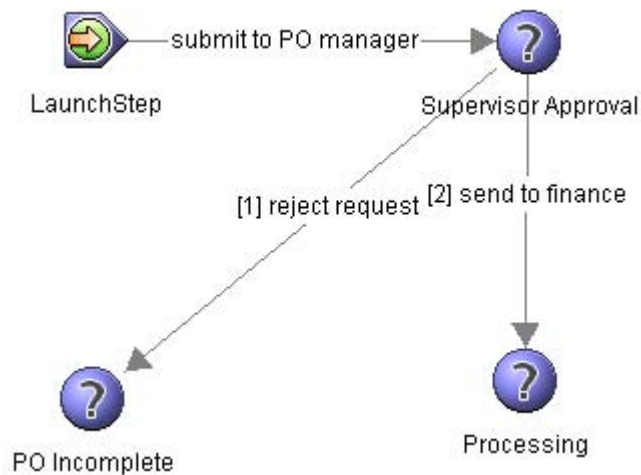 submit to PO manager
LaunchStep
Supervisor Approval
[1] reject request
[2] send to finance
PO Incomplete
Processing